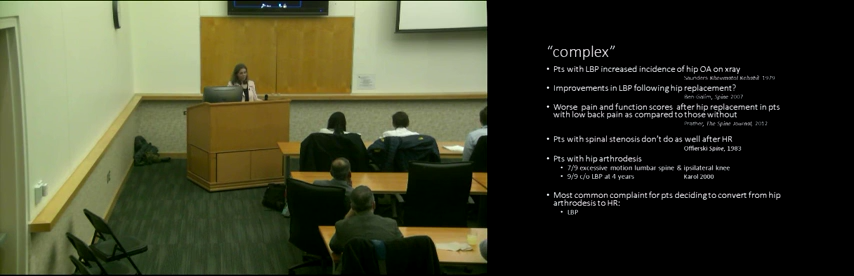 “complex”
• Pts with LBP increased incidence of hip OA on xray
Saunders Rheumatol Rehabil 1979
• Improvements in LBP following hip replacement?
Ben-Galim, Spine 2007
• Worse pain and function scores after hip replacement in pts
with low back pain as compared to those without
Prather, The Spine Journal, 2012
• Pts with spinal stenosis don’t do as well after HR
Offierski Spine, 1983
• Pts with hip arthrodesis
• 7/9 excessive motion lumbar spine & ipsilateral knee
• 9/9 c/o LBP at 4 years Karol 2000
• Most common complaint for pts deciding to convert from hip
arthrodesis to HR:
• LBP